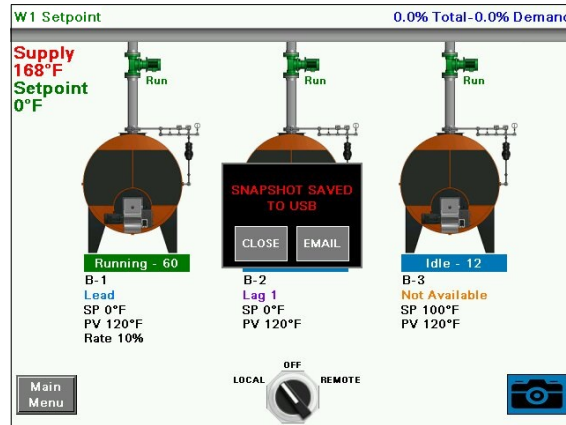 W1 Setpoint
0.0% Total-0.0% Demand
Supply
168°F
Setpoint
0°F
Run
Run
Run
SNAPSHOT SAVED
TO USB
CLOSE
EMAIL
Running - 60
Idle - 12
B-1
Lead
SP 0°F
PV 120°F
Rate 10%
B-2
Lag 1
SP 0°F
PV 120°F
B-3
Not Available
SP 100°F
PV 120°F
Main
Menu
LOCAL
OFF
REMOTE